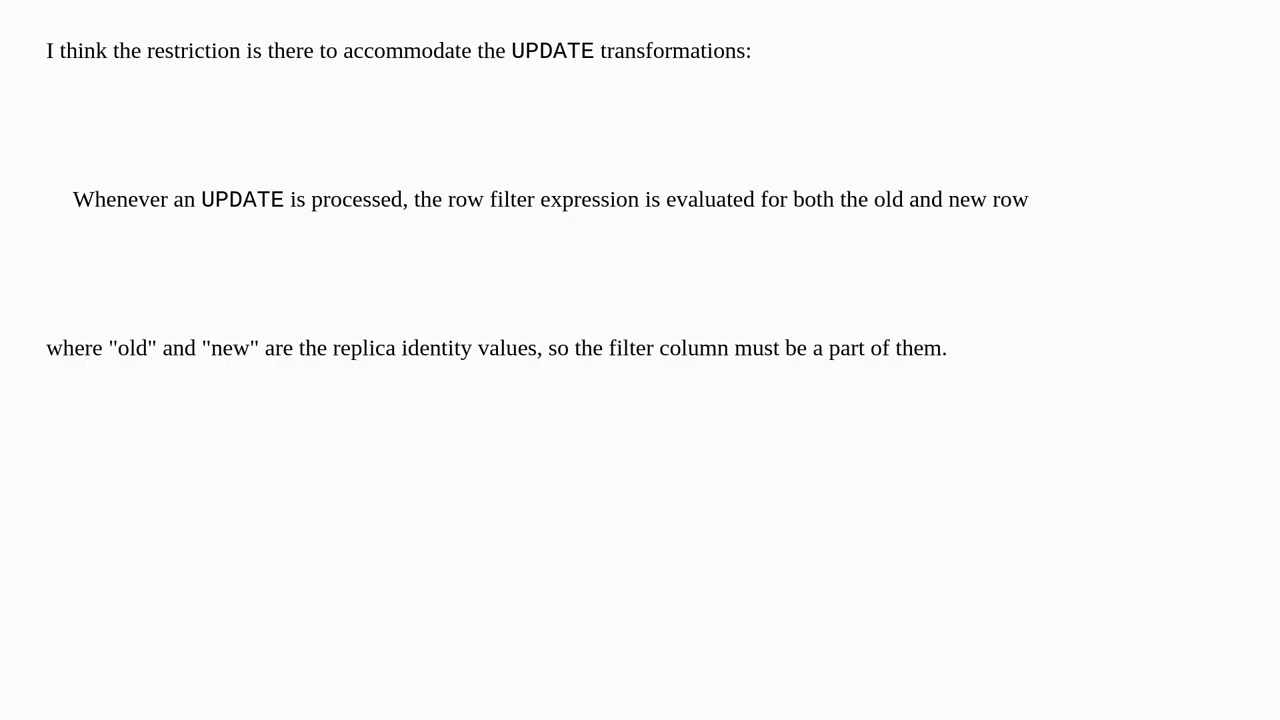 I think the restriction is there to accommodate the UPDATE transformations:
Whenever an UPDATE is processed, the row filter expression is evaluated for both the old and new row
where "old" and "new" are the replica identity values, so the filter column must be a part of them.